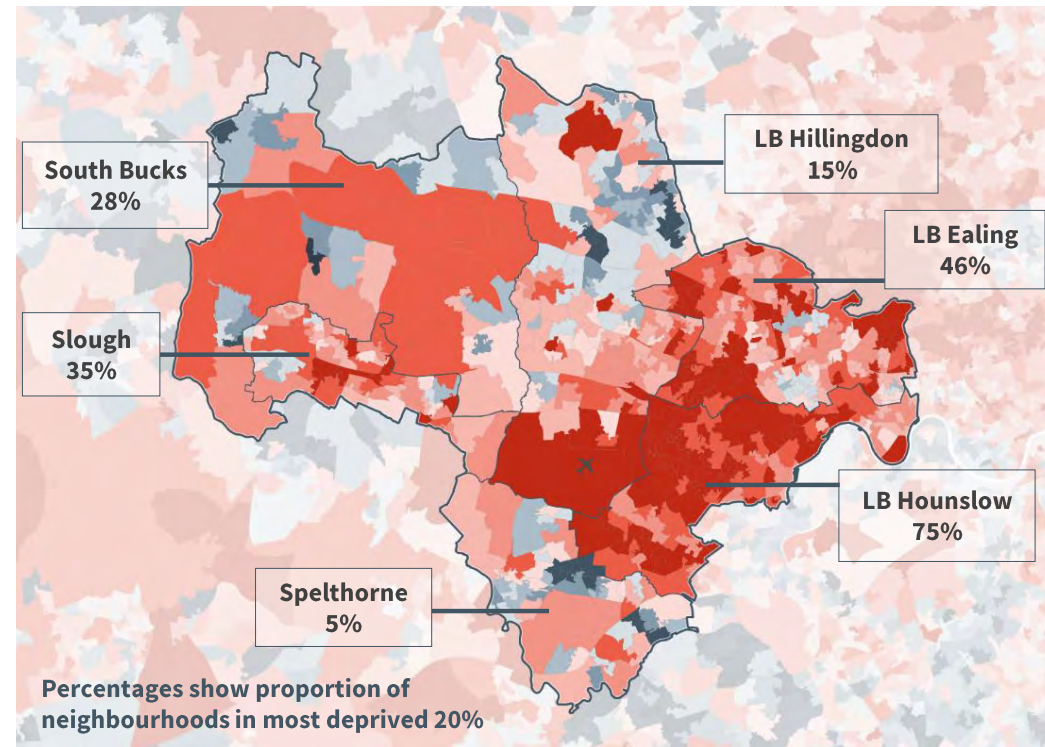 South Bucks
28%
LB Hillingdon
15%
LB Ealing
46%
Slough
35%
LB Hounslow
75%
Spelthorne
5%
Percentages show proportion of
neighbourhoods in most deprived 20%